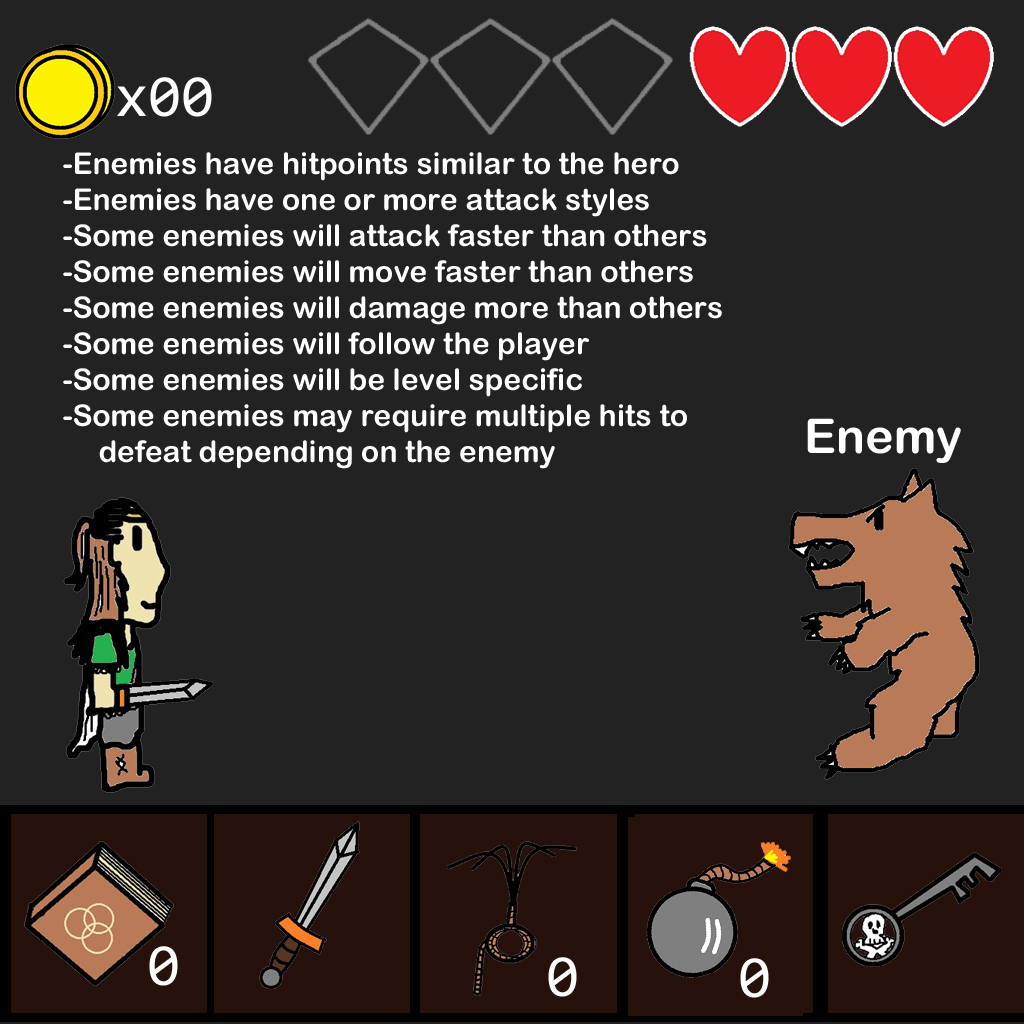 x00
-Enemies have hitpoints similar to the hero
-Enemies have one or more attack styles
-Some enemies will attack faster than others
-Some enemies will move faster than others
-Some enemies will damage more than others
-Some enemies will follow the player
-Some enemies will be level specific
-Some enemies may require multiple hits to
defeat depending on the enemy
Enemy
0
0
0